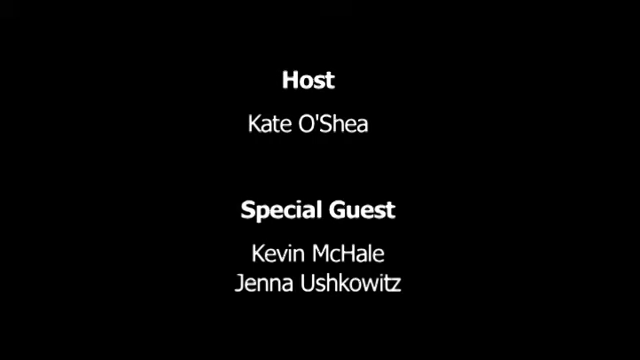 Host
Kate O'Shea
Special Guest
Kevin McHale
Jenna Ushkowitz